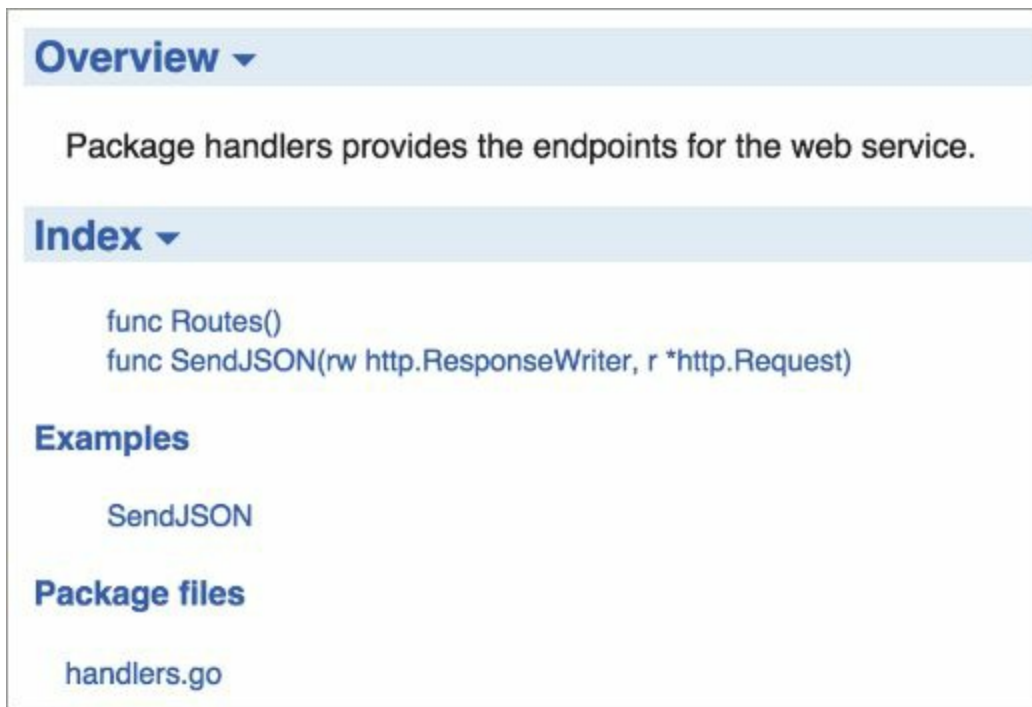 Overview
Package handlers provides the endpoints for the web service.
Index
func Routes()
func SendJSON(rw http.ResponseWriter, r *http.Request)
Examples
SendJSON
Package files
handlers.go